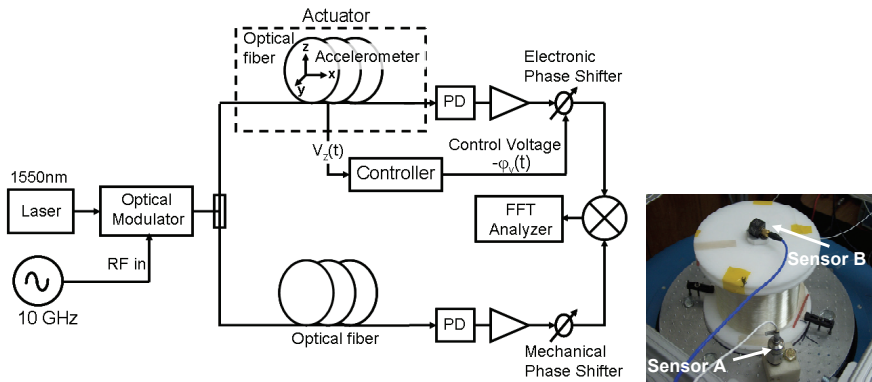 Actuator
Optical
fiber
Accelerometer
z
x
y
PD
Electronic
Phase Shifter
Vz(t)
Controller
Control Voltage
-φv(t)
1550nm
Laser
Optical
Modulator
RF in
10 GHz
FFT
Analyzer
Optical fiber
PD
Mechanical
Phase Shifter
Sensor B
Sensor A